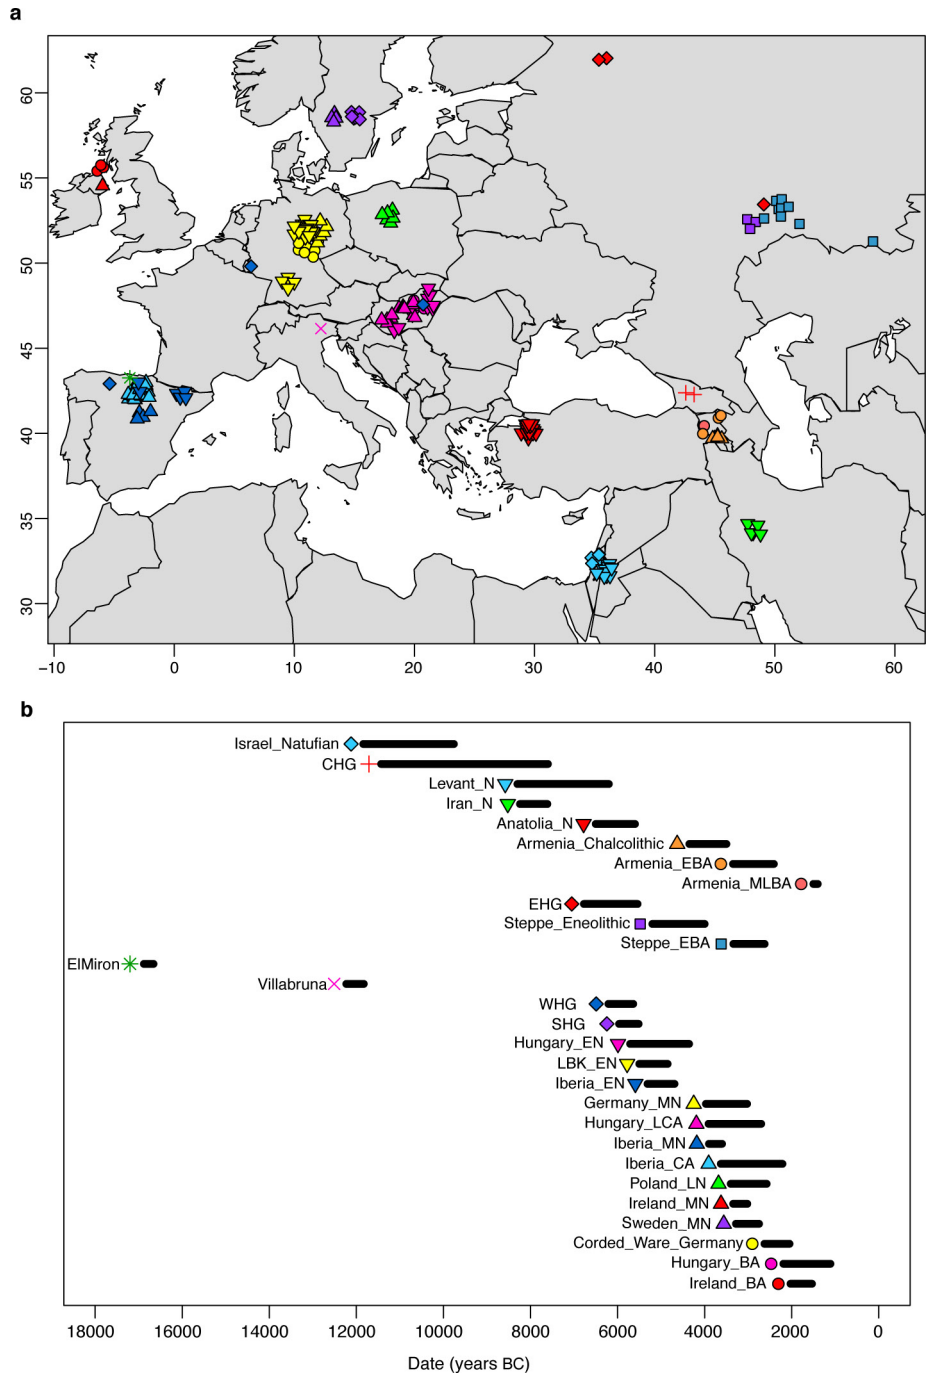 a
60
55
50
45
40
35
30
−10
0
10
20
30
40
50
60
b
Israel_Natufian
CHG
Levant_N
Iran_N
Anatolia_N
Armenia_Chalcolithic
Armenia_EBA
Armenia_MLBA
EHG
Steppe_Eneolithic
Steppe_EBA
ElMiron
Villabruna
WHG
SHG
Hungary_EN
LBK_EN
Iberia_EN
Germany_MN
Hungary_LCA
Iberia_MN
Iberia_CA
Poland_LN
Ireland_MN
Sweden_MN
Corded_Ware_Germany
Hungary_BA
Ireland_BA
18000 16000 14000 12000 10000 8000 6000 4000 2000 0
Date (years BC)